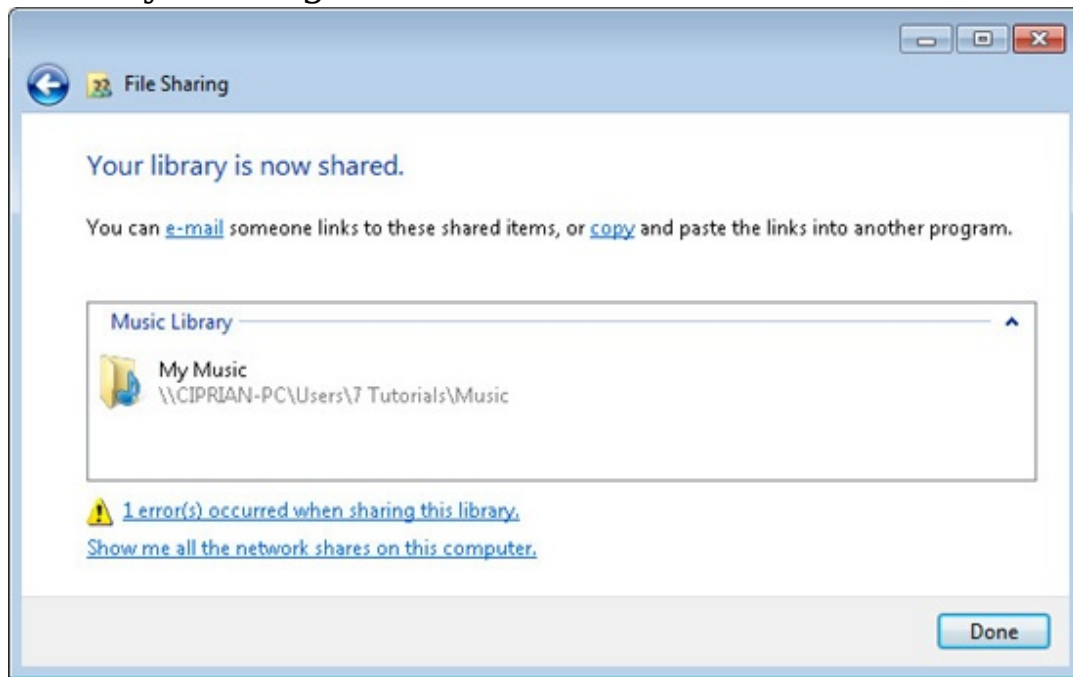 File Sharing
Your library is now shared.
You can e-mail someone links to these shared items, or copy and paste the links into another program.
Music Library
My Music
\\CIPRIAN-PC\Users\7 Tutorials\Music
1 error(s) occurred when sharing this library.
Show me all the network shares on this computer.
Done